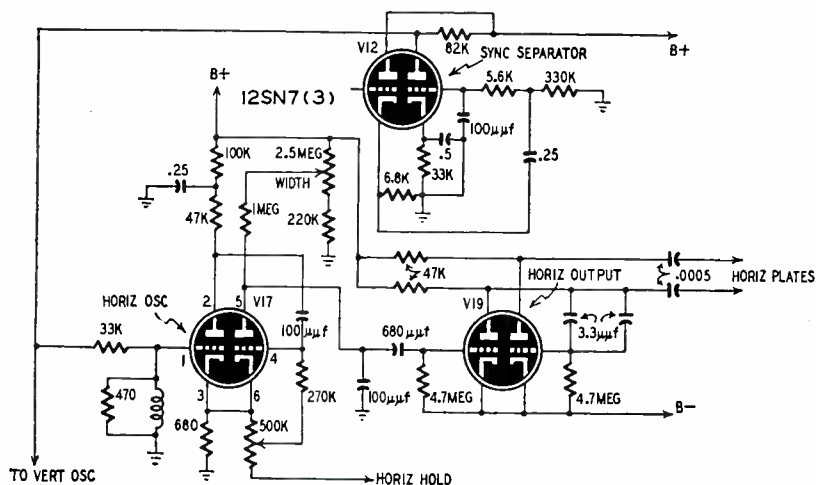 V12
82K
B+
SYNC SEPARATOR
B+
12SN7(3)
5.6K
330K
100μμf
.5
.25
100K
2.5MEG
33K
6.8K
.25
WIDTH
1MEG
47K
220K
47K
HORIZ OUTPUT
.0005
HORIZ PLATES
HORIZ OSC
2
5
V17
V19
33K
100μμf
680μμf
3.3μμf
1
4
470
3
6
270K
100μμf
4.7MEG
4.7MEG
B-
680
500K
TO VERT OSC
HORIZ HOLD